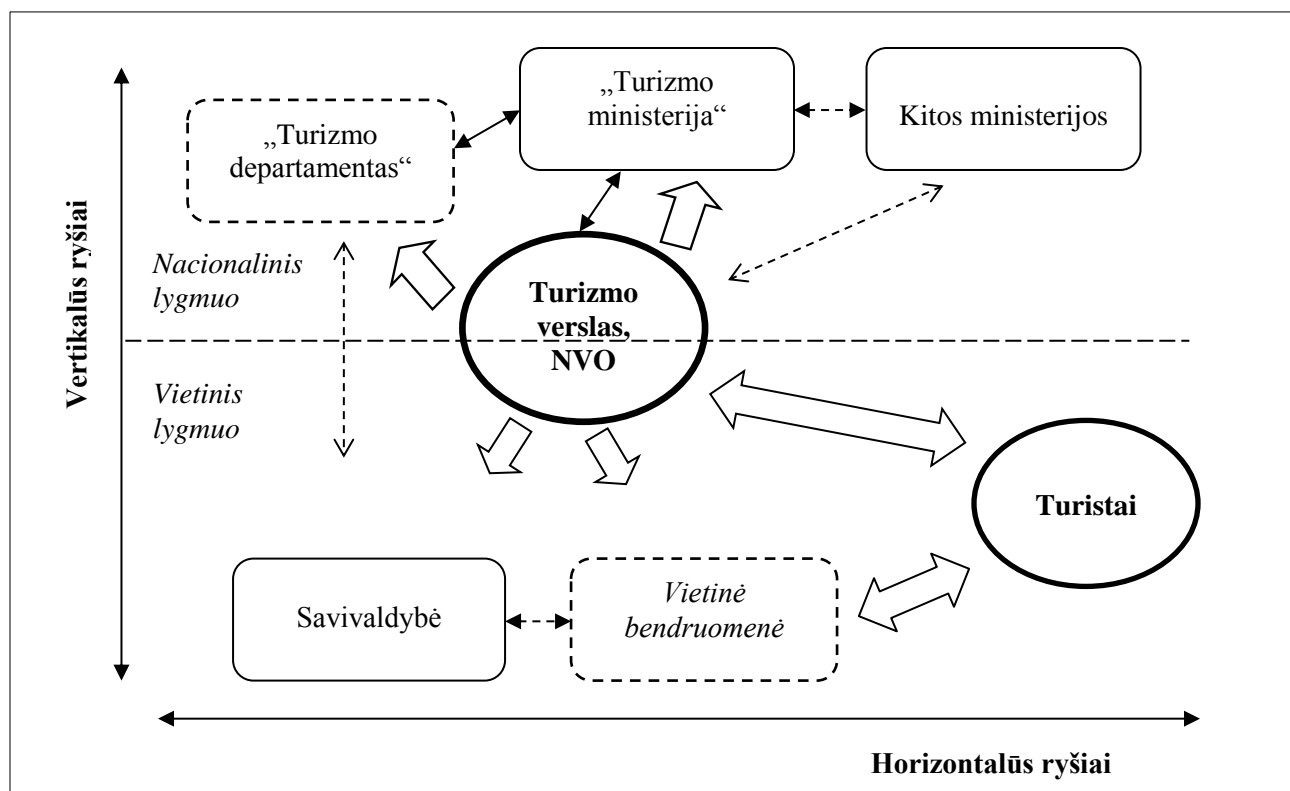 „Turizmo
ministerija“
Kitos ministerijos
„Turizmo
departamentas“
Vertikalūs ryšiai
Nacionalinis
lygmuo
Turizmo
verslas,
NVO
Vietinis
lygmuo
Turistai
Savivaldybė
Vietinė
bendruomenė
Horizontalūs ryšiai